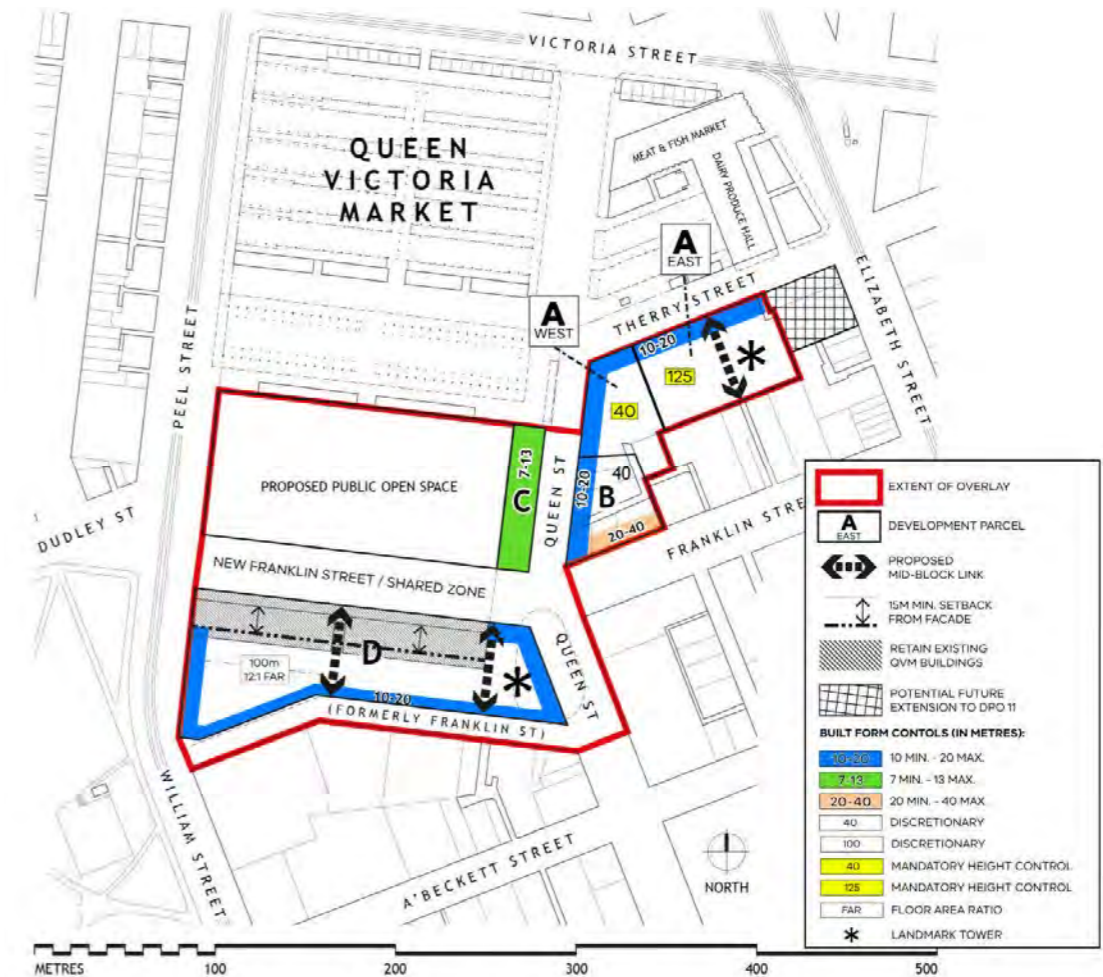 VICTORIA STREET
QUEEN
VICTORIA
MARKET
MEAT & FISH MARKET
DAIRY PRODUCE HALL
ELIZABETH STREET
PEEL STREET
A
EAST
A
WEST
THERRY STREET
10-20
125
40
PROPOSED PUBLIC OPEN SPACE
7-13
C
QUEEN ST
10-20
40
B
20-40
FRANKLIN STRE
DUDLEY ST
NEW FRANKLIN STREET / SHARED ZONE
D
100m
12:1 FAR
10-20
(FORMERLY FRANKLIN ST)
QUEEN ST
WILLIAM STREET
A'BECKETT STREET
NORTH
EXTENT OF OVERLAY
A
EAST
DEVELOPMENT PARCEL
PROPOSED
MID-BLOCK LINK
15M MIN. SETBACK
FROM FACADE
RETAIN EXISTING
QVM BUILDINGS
POTENTIAL FUTURE
EXTENSION TO DPO 11
BUILT FORM CONTOLS (IN METRES):
10-20 10 MIN. - 20 MAX.
7-13 7 MIN. - 13 MAX.
20-40 20 MIN. - 40 MAX
40 DISCRETIONARY
100 DISCRETIONARY
40 MANDATORY HEIGHT CONTROL
125 MANDATORY HEIGHT CONTROL
FAR FLOOR AREA RATIO
LANDMARK TOWER
METRES 100 200 300 400 500